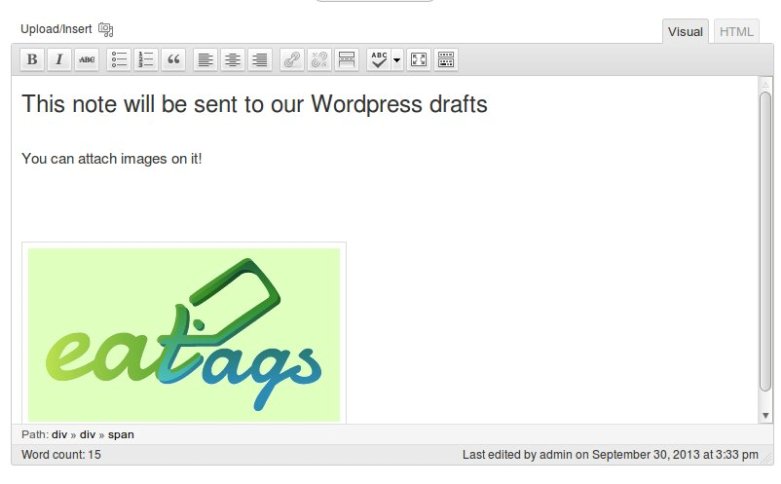 Upload/Insert
Visual
HTML
B I ABC
ABC
This note will be sent to our Wordpress drafts
You can attach images on it!
eatags
Path: div » div » span
Word count: 15
Last edited by admin on September 30, 2013 at 3:33 pm